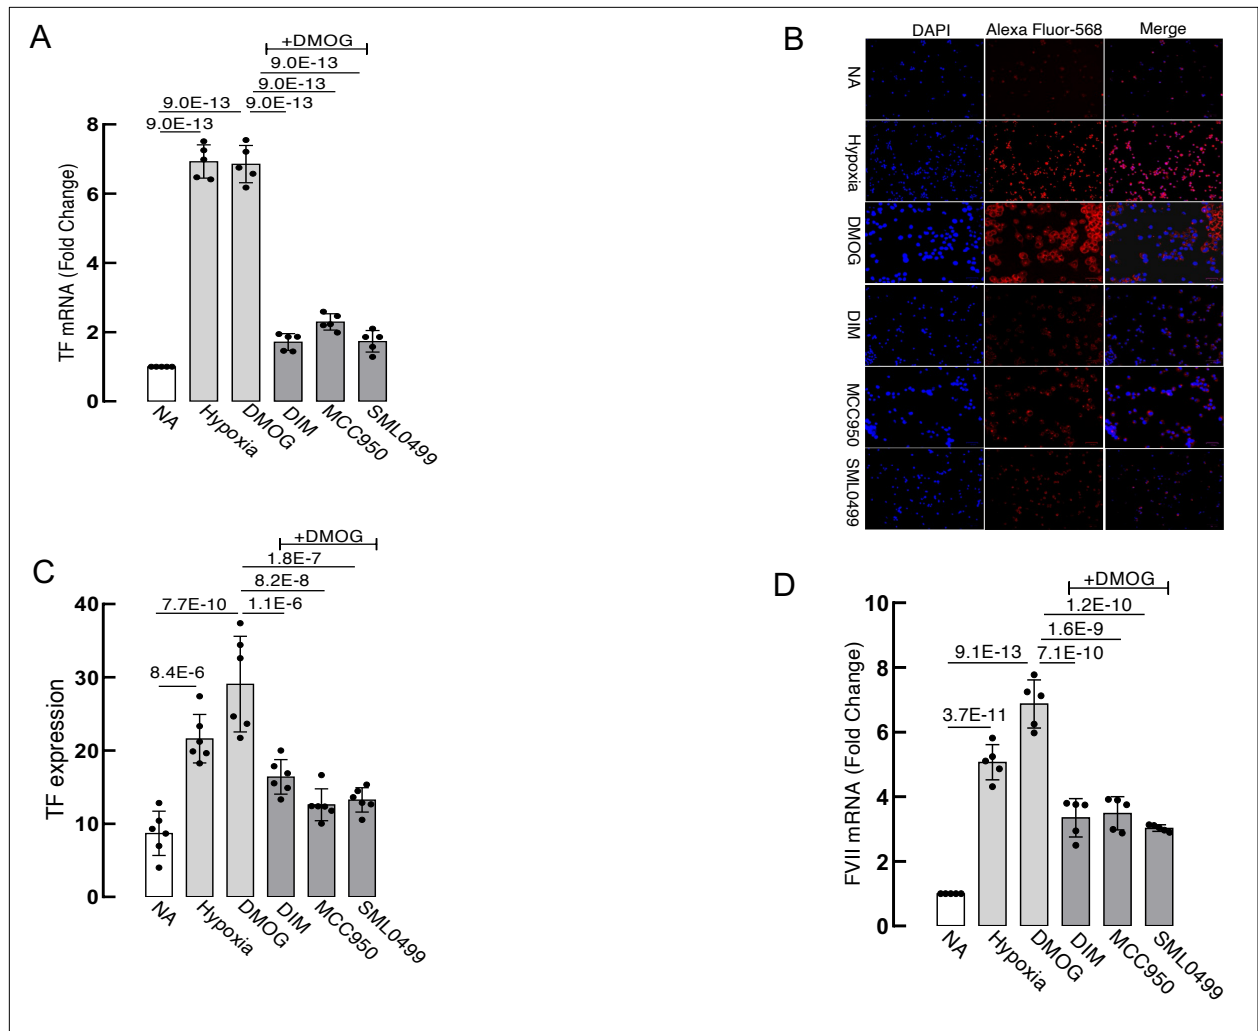 A
+DMOG
9.0E-13
9.0E-13
9.0E-13 9.0E-13
9.0E-13
TF mRNA (Fold Change)
8
6
4
2
0
NA
Hypoxia
DMOG
DIM
MCC950
SML0499
B
DAPI Alexa Fluor-568 Merge
NA
Hypoxia
DMOG
DIM
MCC950
SML0499
C
+DMOG
1.8E-7
8.2E-8
7.7E-10 1.1E-6
8.4E-6
TF expression
40
30
20
10
0
NA
Hypoxia
DMOG
DIM
MCC950
SML0499
D
+DMOG
1.2E-10
1.6E-9
9.1E-13 7.1E-10
3.7E-11
FVII mRNA (Fold Change)
10
8
6
4
2
0
NA
Hypoxia
DMOG
DIM
MCC950
SML0499